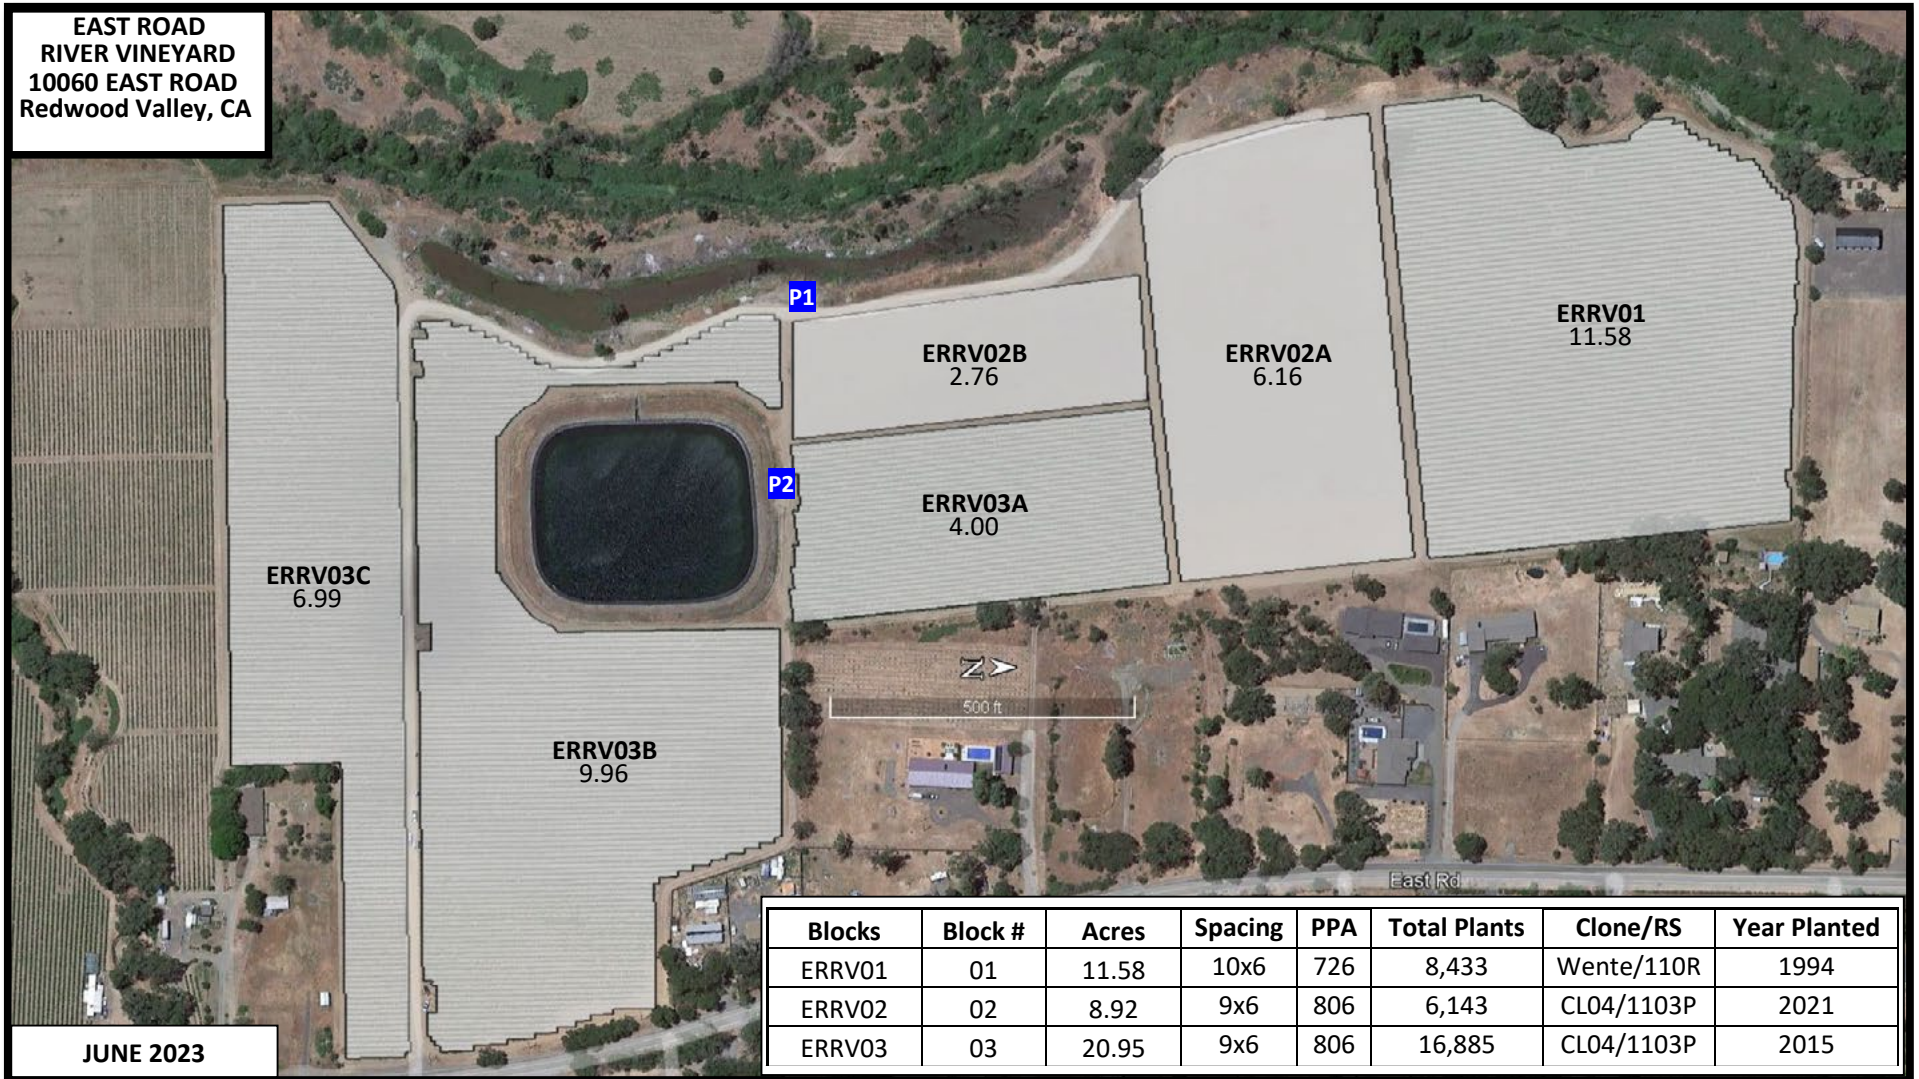 EAST ROAD
RIVER VINEYARD
10060 EAST ROAD
Redwood Valley, CA
P1
ERRV01
11.58
ERRV02B
2.76
ERRV02A
6.16
P2
ERRV03A
4.00
ERRV03C
6.99
N
500 ft
ERRV03B
9.96
East Rd
Blocks Block # Acres Spacing PPA Total Plants Clone/RS Year Planted
ERRV01 01 11.58 10x6 726 8,433 Wente/110R 1994
ERRV02 02 8.92 9x6 806 6,143 CL04/1103P 2021
ERRV03 03 20.95 9x6 806 16,885 CL04/1103P 2015
JUNE 2023